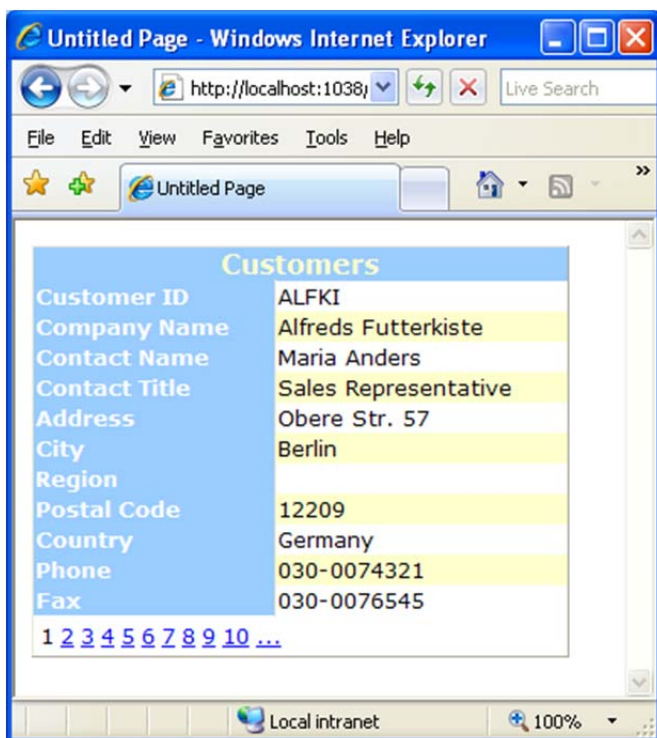 Untitled Page - Windows Internet Explorer
http://localhost:1038/
Live Search
File Edit View Favorites Tools Help
Untitled Page
»
Customers
Customer ID ALFKI
Company Name Alfreds Futterkiste
Contact Name Maria Anders
Contact Title Sales Representative
Address Obere Str. 57
City Berlin
Region
Postal Code 12209
Country Germany
Phone 030-0074321
Fax 030-0076545
1 2 3 4 5 6 7 8 9 10 ...
Local intranet 100%